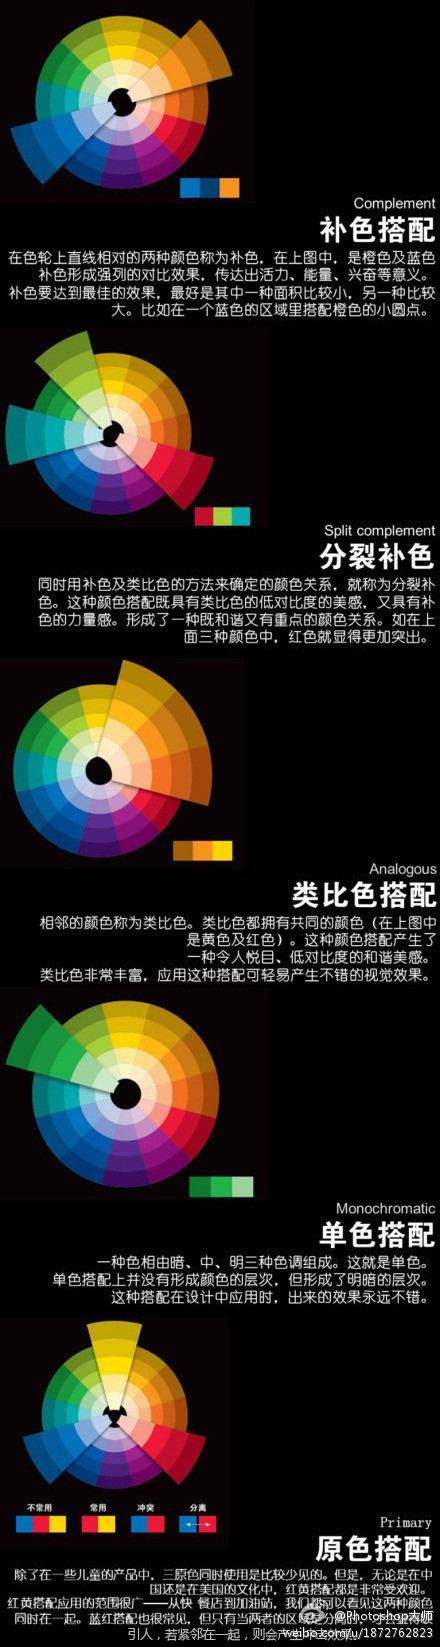 Complement
补色搭配
在色轮上直线相对的两种颜色称为补色，在上图中，是橙色及蓝色
补色形成强列的对比效果，传达出活力、能量、兴奋等意义。
补色要达到最佳的效果，最好是其中一种面积比较小，另一种比较
大。比如在一个蓝色的区域里搭配橙色的小圆点。
Split complement
分裂补色
同时用补色及类比色的方法来确定的颜色关系，就称为分裂补
色。这种颜色搭配既具有类比色的低对比度的美感，又具有补
色的力量感。形成了一种既和谐又有重点的颜色关系。如在上
面三种颜色中，红色就显得更加突出。
Analogous
类比色搭配
相邻的颜色称为类比色。类比色都拥有共同的颜色（在上图中
是黄色及红色）。这种颜色搭配产生了
一种令人悦目、低对比度的和谐美感。
类比色非常丰富，应用这种搭配可轻易产生不错的视觉效果。
Monochromatic
单色搭配
一种色相由暗、中、明三种色调组成。这就是单色。
单色搭配上并没有形成颜色的层次，但形成了明暗的层次。
这种搭配在设计中应用时，出来的效果永远不错。
不常用 常用 冲突 分离
Primary
原色搭配
除了在一些儿童的产品中，三原色同时使用是比较少见的。但是，无论是在中
国还是在美国的文化中，红黄搭配都是非常受欢迎。
红黄搭配应用的范围很广——从快 餐店到加油站，我们都可以看见这两种颜色
同时在一起。蓝红搭配也很常见，但只有当两者的区域是分离时，才会显得吸
引人，若紧邻在一起，则会产生冲突效果。
@Photoshop大师
weibo.com/u/1872762823